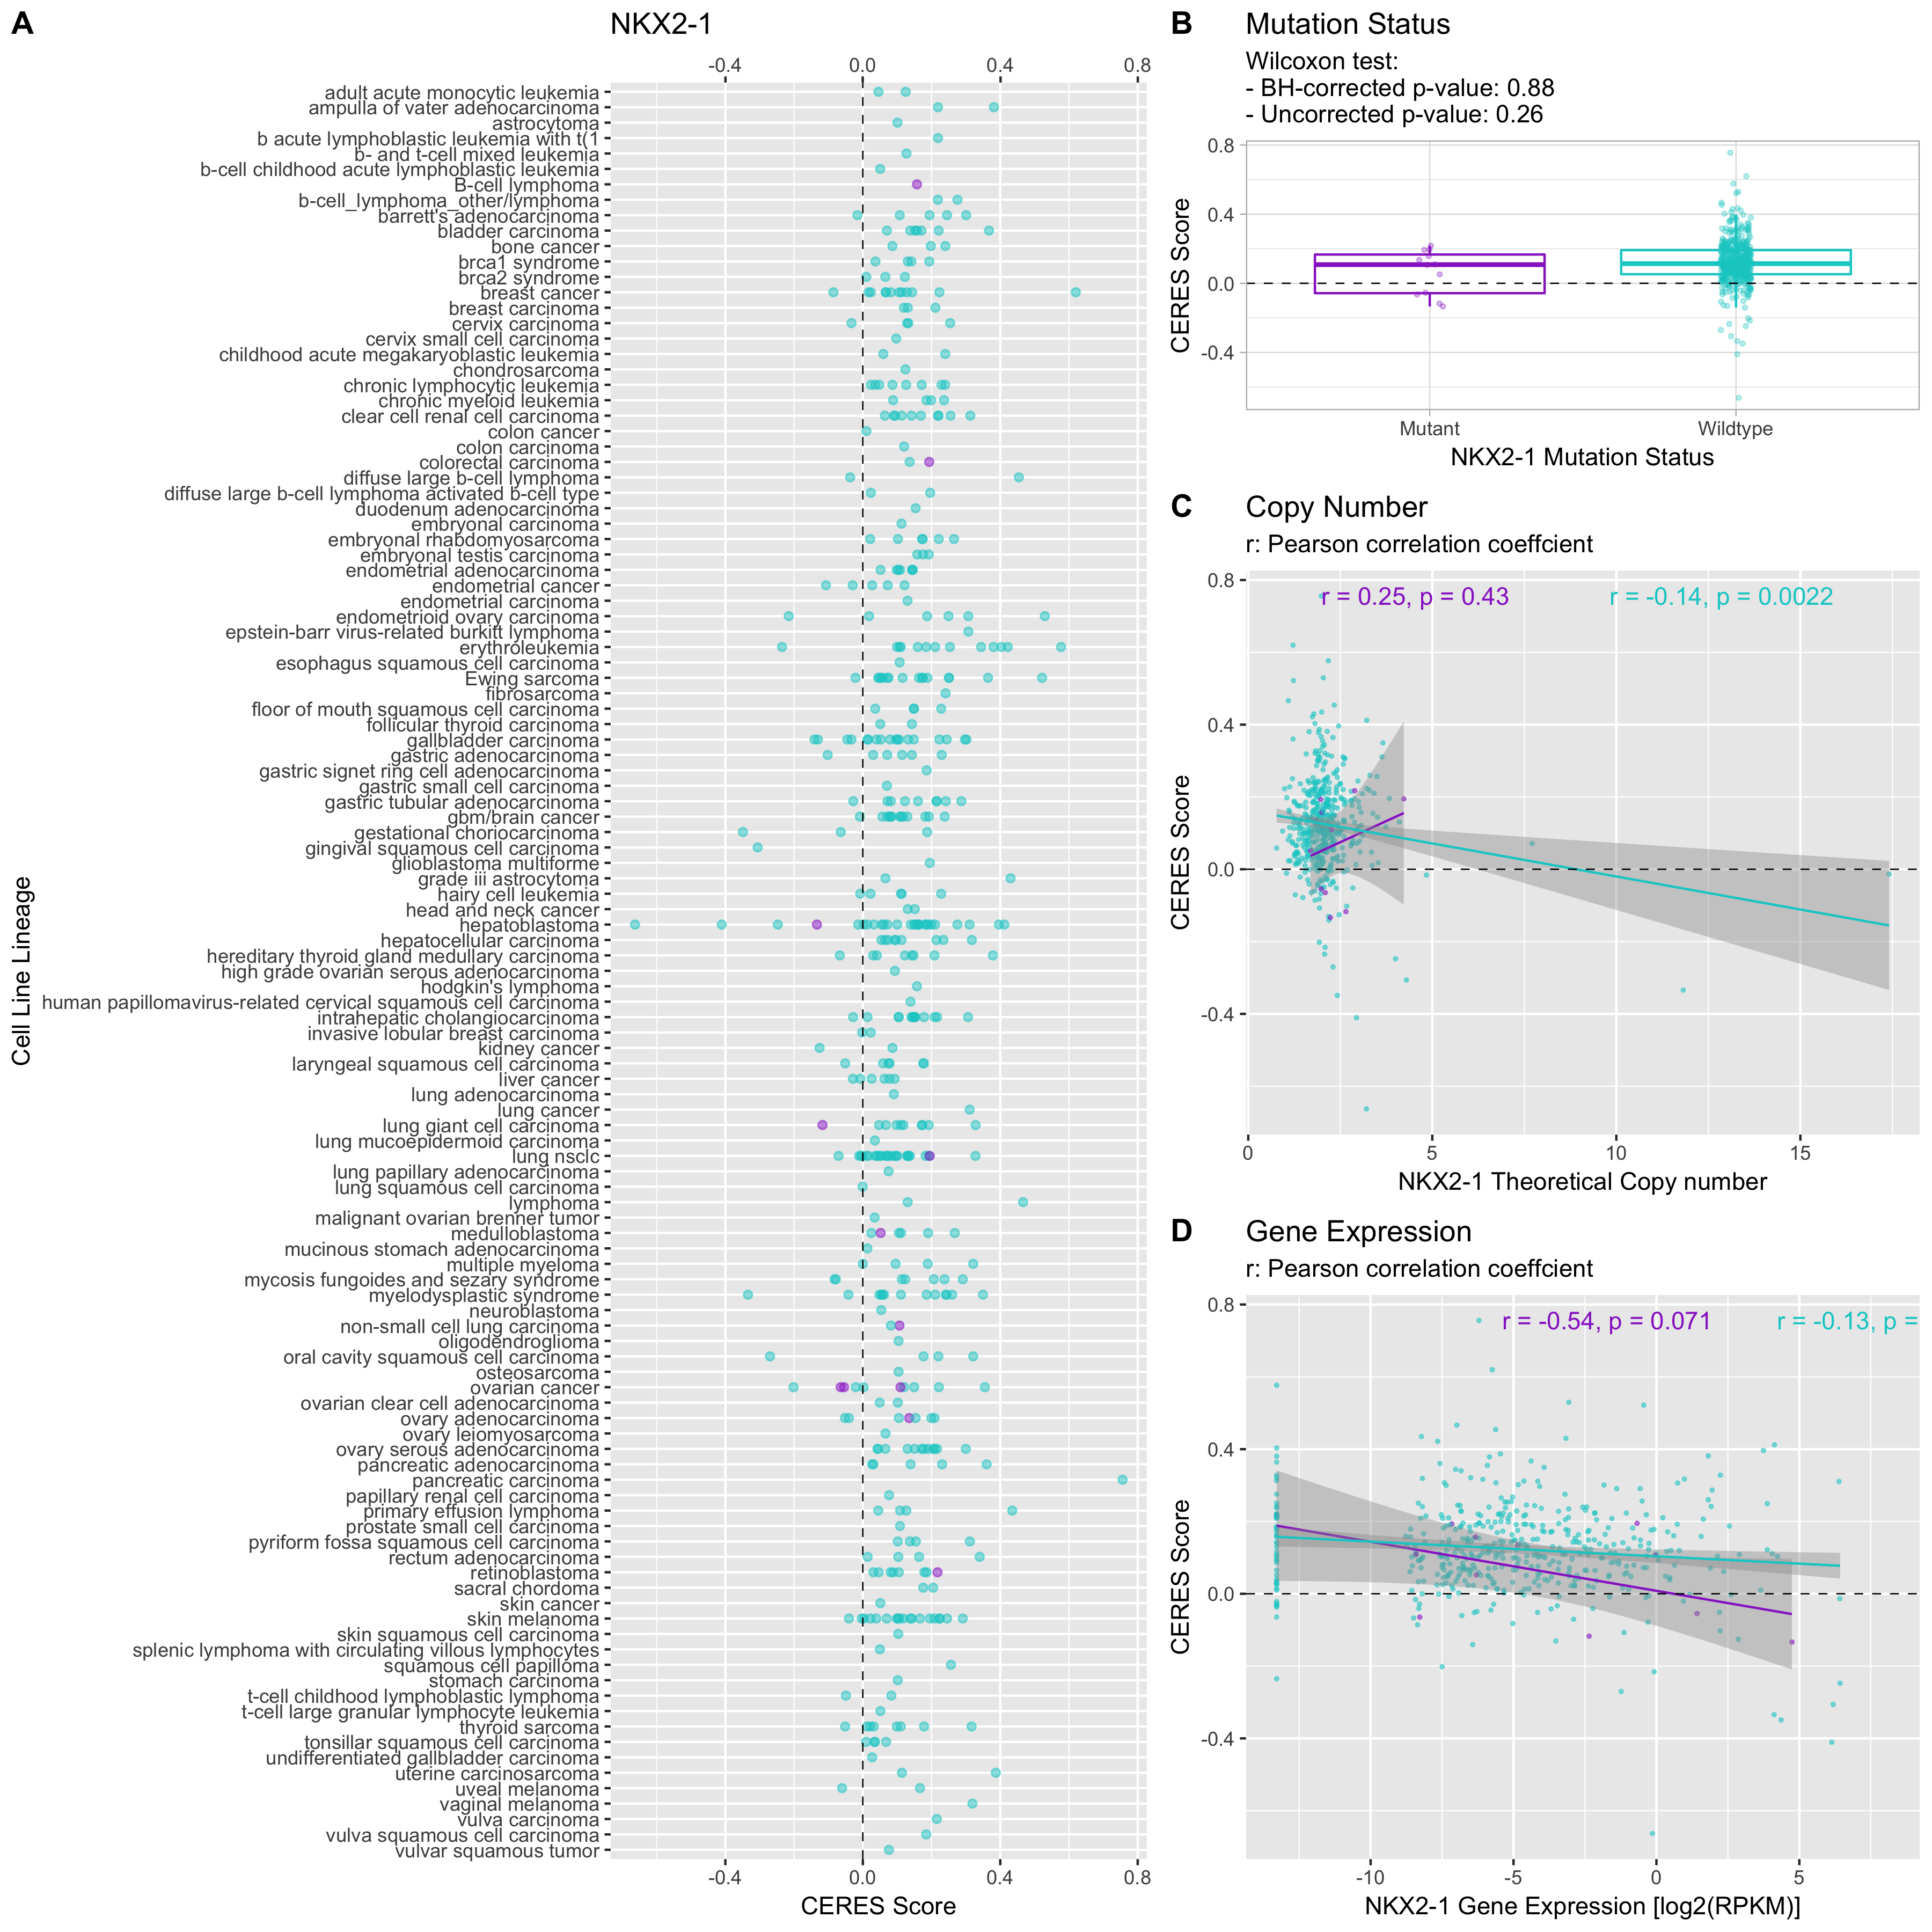 A
NKX2-1
-0.4 0.0 0.4 0.8
adult acute monocytic leukemia
ampulla of vater adenocarcinoma
astrocytoma
b acute lymphoblastic leukemia with t(1
b- and t-cell mixed leukemia
b-cell childhood acute lymphoblastic leukemia
B-cell lymphoma
b-cell_lymphoma_other/lymphoma
barrett's adenocarcinoma
bladder carcinoma
bone cancer
brca1 syndrome
brca2 syndrome
breast cancer
breast carcinoma
cervix carcinoma
cervix small cell carcinoma
childhood acute megakaryoblastic leukemia
chondrosarcoma
chronic lymphocytic leukemia
chronic myeloid leukemia
clear cell renal cell carcinoma
colon cancer
colon carcinoma
colorectal carcinoma
diffuse large b-cell lymphoma
diffuse large b-cell lymphoma activated b-cell type
duodenum adenocarcinoma
embryonal carcinoma
embryonal rhabdomyosarcoma
embryonal testis carcinoma
endometrial adenocarcinoma
endometrial cancer
endometrial carcinoma
endometrioid ovary carcinoma
epstein-barr virus-related burkitt lymphoma
erythroleukemia
esophagus squamous cell carcinoma
Ewing sarcoma
fibrosarcoma
floor of mouth squamous cell carcinoma
follicular thyroid carcinoma
gallbladder carcinoma
gastric adenocarcinoma
gastric signet ring cell adenocarcinoma
gastric small cell carcinoma
gastric tubular adenocarcinoma
gbm/brain cancer
gestational choriocarcinoma
gingival squamous cell carcinoma
glioblastoma multiforme
grade iii astrocytoma
hairy cell leukemia
head and neck cancer
hepatoblastoma
hepatocellular carcinoma
hereditary thyroid gland medullary carcinoma
high grade ovarian serous adenocarcinoma
hodgkin's lymphoma
human papillomavirus-related cervical squamous cell carcinoma
intrahepatic cholangiocarcinoma
invasive lobular breast carcinoma
kidney cancer
laryngeal squamous cell carcinoma
liver cancer
lung adenocarcinoma
lung cancer
lung giant cell carcinoma
lung mucoepidermoid carcinoma
lung nsclc
lung papillary adenocarcinoma
lung squamous cell carcinoma
lymphoma
malignant ovarian brenner tumor
medulloblastoma
mucinous stomach adenocarcinoma
multiple myeloma
mycosis fungoides and sezary syndrome
myelodysplastic syndrome
neuroblastoma
non-small cell lung carcinoma
oligodendroglioma
oral cavity squamous cell carcinoma
osteosarcoma
ovarian cancer
ovarian clear cell adenocarcinoma
ovary adenocarcinoma
ovary leiomyosarcoma
ovary serous adenocarcinoma
pancreatic adenocarcinoma
pancreatic carcinoma
papillary renal cell carcinoma
primary effusion lymphoma
prostate small cell carcinoma
pyriform fossa squamous cell carcinoma
rectum adenocarcinoma
retinoblastoma
sacral chordoma
skin cancer
skin melanoma
skin squamous cell carcinoma
splenic lymphoma with circulating villous lymphocytes
squamous cell papilloma
stomach carcinoma
t-cell childhood lymphoblastic lymphoma
t-cell large granular lymphocyte leukemia
thyroid sarcoma
tonsillar squamous cell carcinoma
undifferentiated gallbladder carcinoma
uterine carcinosarcoma
uveal melanoma
vaginal melanoma
vulva carcinoma
vulva squamous cell carcinoma
vulvar squamous tumor
-0.4 0.0 0.4 0.8
CERES Score
Cell Line Lineage
B
Mutation Status
Wilcoxon test:
- BH-corrected p-value: 0.88
- Uncorrected p-value: 0.26
0.8
0.4
0.0
-0.4
CERES Score
Mutant Wildtype
NKX2-1 Mutation Status
C
Copy Number
r: Pearson correlation coeffcient
r = 0.25, p = 0.43
r = -0.14, p = 0.0022
0.8
0.4
0.0
-0.4
CERES Score
0 5 10 15
NKX2-1 Theoretical Copy number
D
Gene Expression
r: Pearson correlation coeffcient
r = -0.54, p = 0.071
r = -0.13, p =
0.8
0.4
0.0
-0.4
CERES Score
-10 -5 0 5
NKX2-1 Gene Expression [log2(RPKM)]